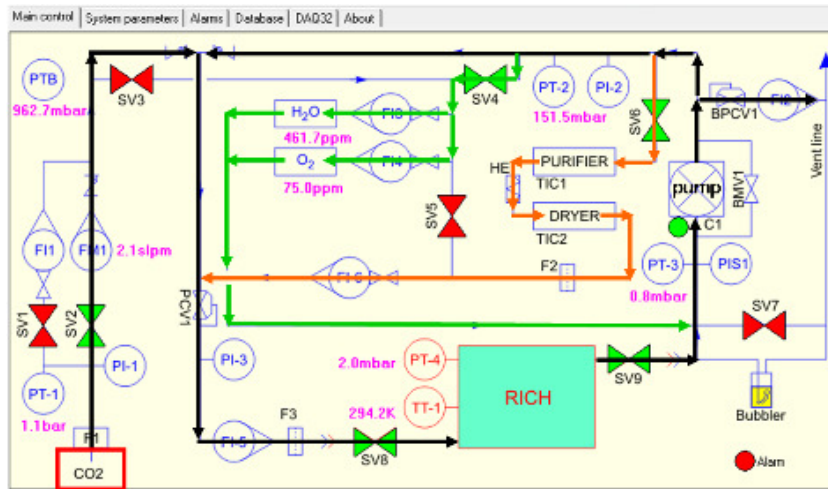 Main control System parameters Alarms Database DAQ32 About
PTB
962.7mbar
SV3
H2O
461.7ppm
FI3
SV4
PT-2
PI-2
151.5mbar
SV6
BPCV1
FI2
Vent line
O2
75.0ppm
FI4
HE
PURIFIER
TIC1
DRYER
TIC2
pump
C1
BMV1
FI1
FM1
2.1slpm
SV5
F2
PT-3
PIS1
0.8mbar
SV1
SV2
PCV1
SV7
PT-1
PI-1
1.1bar
PI-3
2.0mbar
PT-4
TT-1
294.2K
RICH
SV9
Bubbler
F3
FI-5
SV8
F1
CO2
Alarm